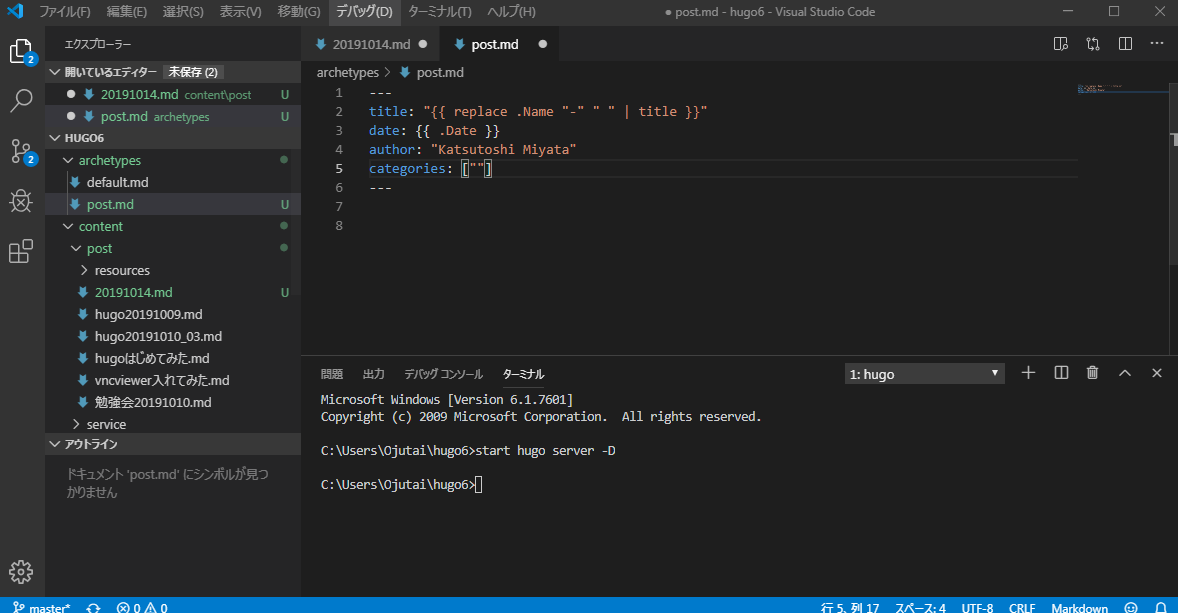 ファイル(F) 編集(E) 選択(S) 表示(V) 移動(G) デバッグ(D) ターミナル(T) ヘルプ(H) ● post.md - hugo6 - Visual Studio Code
エクスプローラー
20191014.md ● post.md ●
開いているエディター 未保存 (2)
● 20191014.md content\post U
● post.md archetypes U
HUGO6
archetypes
default.md
post.md U
content
post
resources
20191014.md U
hugo20191009.md
hugo20191010_03.md
hugoはじめてみた.md
vncviewer入れてみた.md
勉強会20191010.md
service
アウトライン
ドキュメント 'post.md' にシンボルが見つ
かりません
2
2
archetypes > post.md
1 ---
2 title: "{{ replace .Name "-" " " | title }}"
3 date: {{ .Date }}
4 author: "Katsutoshi Miyata"
5 categories: [""]
6 ---
7
8
問題 出力 デバッグ コンソール ターミナル 1: hugo
Microsoft Windows [Version 6.1.7601]
Copyright (c) 2009 Microsoft Corporation.  All rights reserved.
C:\Users\Ojutai\hugo6>start hugo server -D
C:\Users\Ojutai\hugo6>
master* 0 0 行 5、列 17 スペース: 4 UTF-8 CRLF Markdown